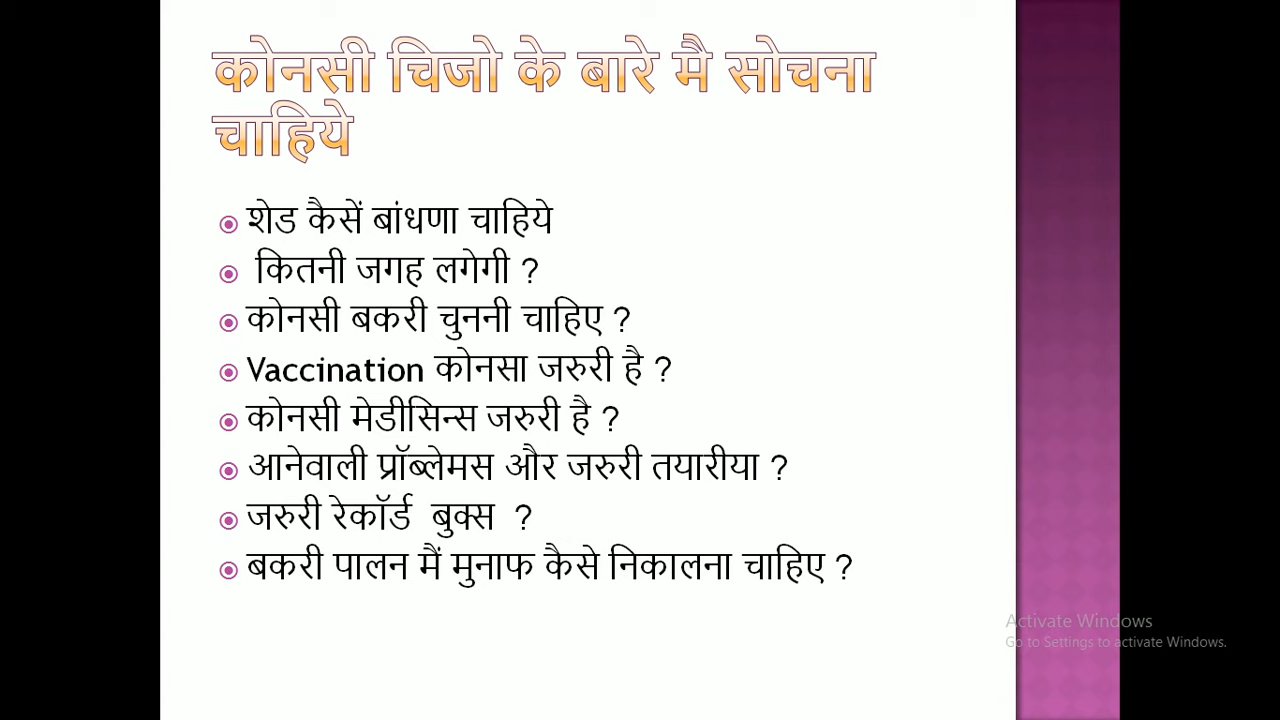 कोनसी चिजो के बारे मै सोचना
चाहिये
शेड कैसें बांधणा चाहिये
कितनी जगह लगेगी ?
कोनसी बकरी चुननी चाहिए ?
Vaccination कोनसा जरुरी है ?
कोनसी मेडीसिन्स जरुरी है ?
आनेवाली प्रॉब्लेमस और जरुरी तयारीया ?
जरुरी रेकॉर्ड बुक्स ?
बकरी पालन मैं मुनाफ कैसे निकालना चाहिए ?
Activate Windows
Go to Settings to activate Windows.